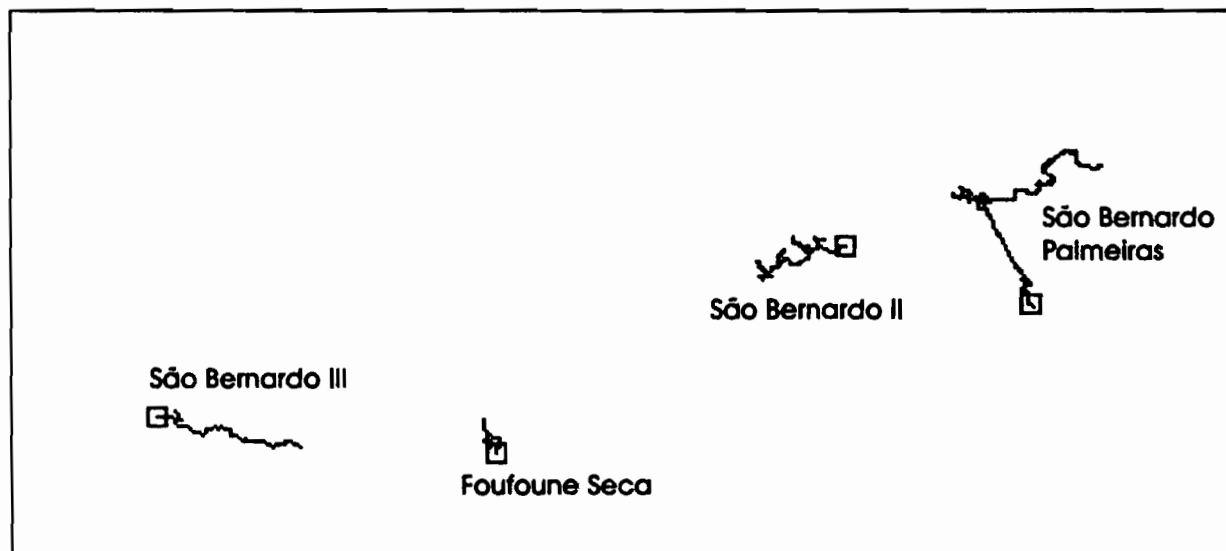 São Bernardo
Palmeiras
São Bernardo II
São Bernardo III
Foufoune Seca